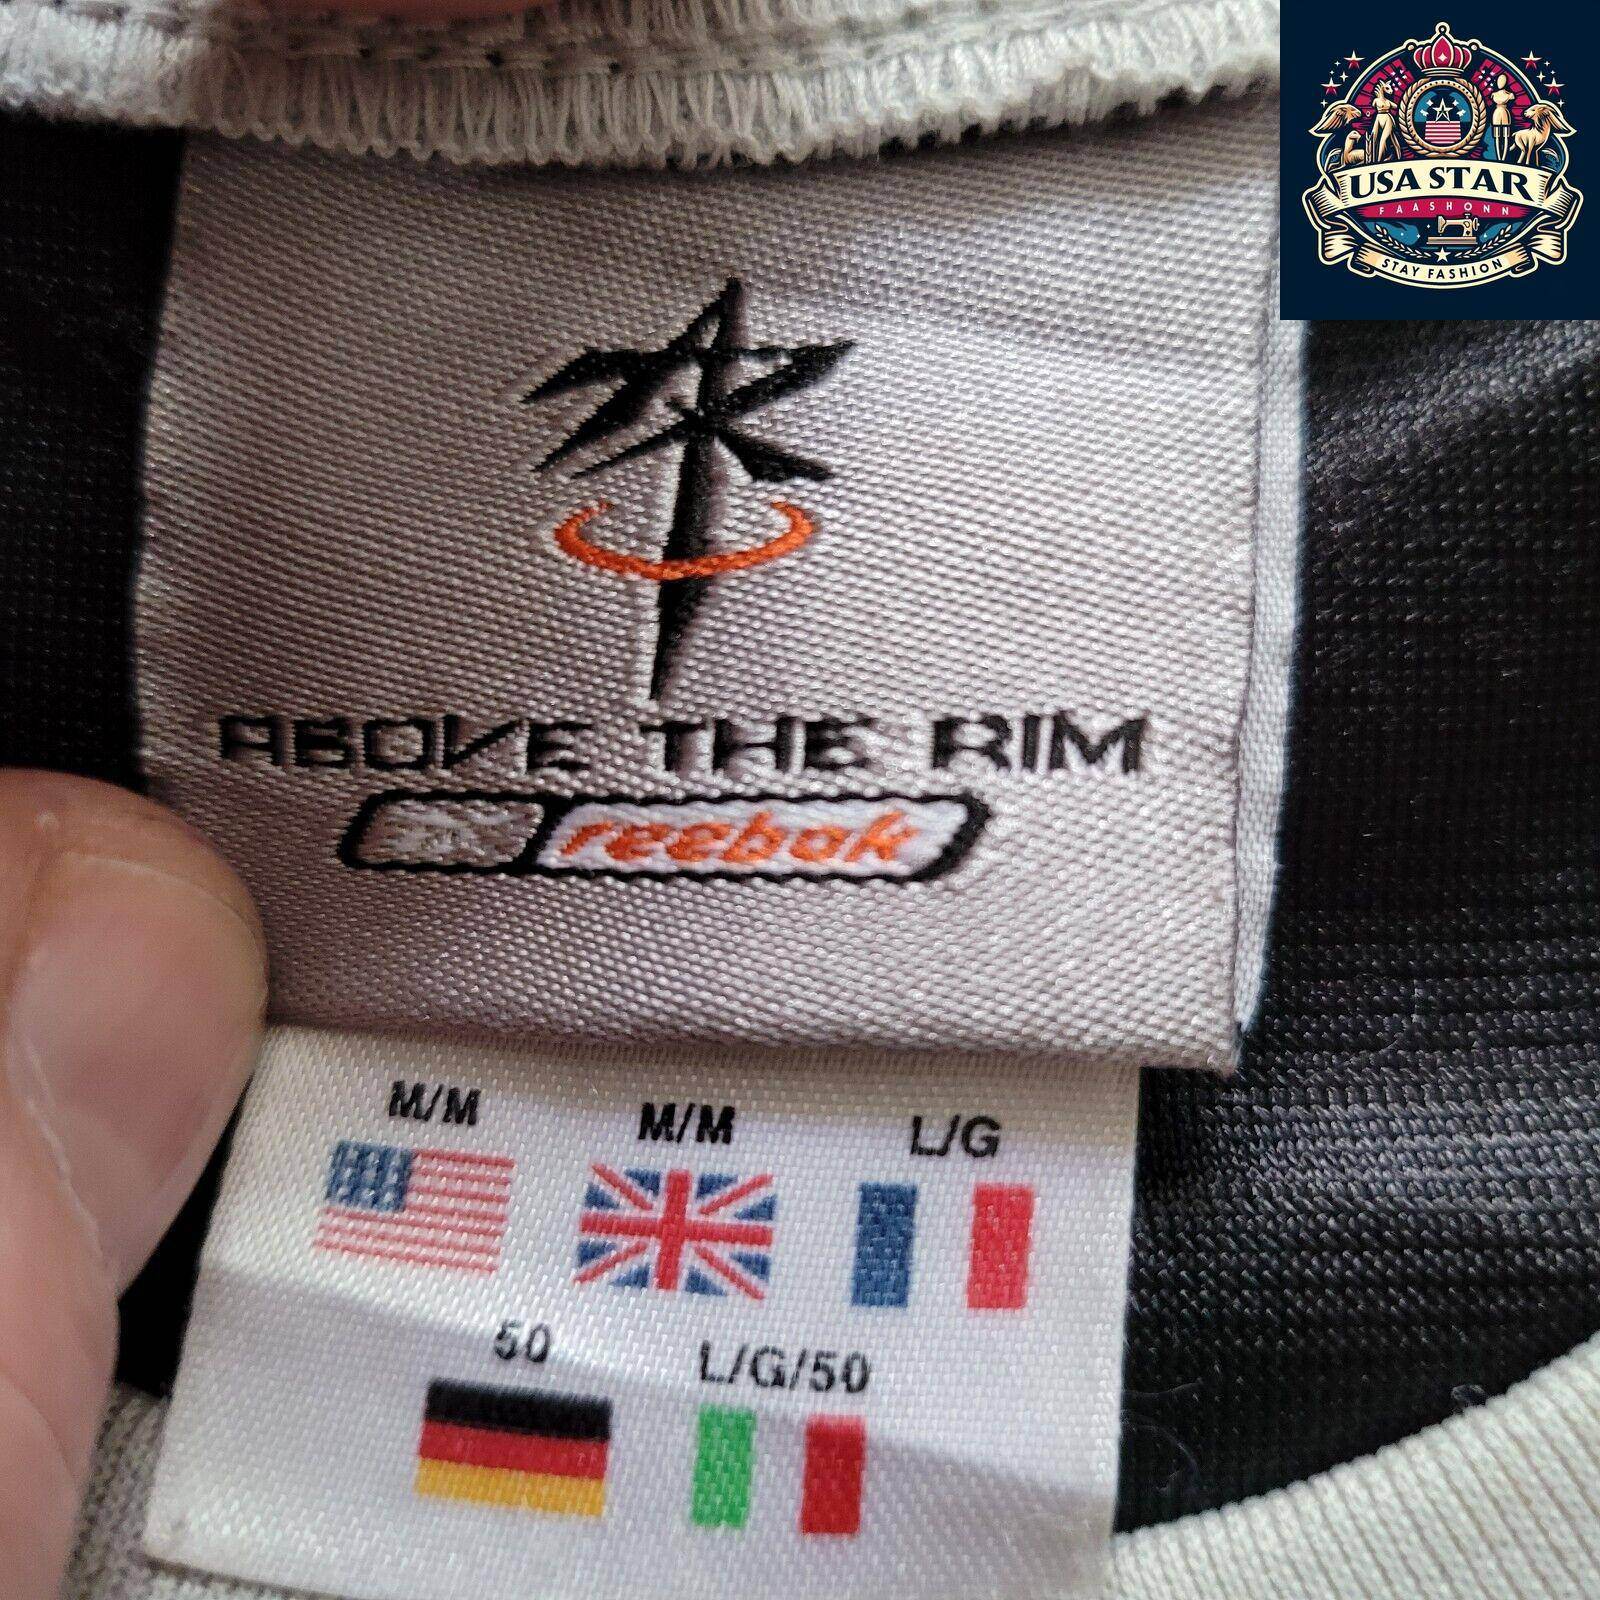 USA STAR
FAASHONN
STAY FASHION
ABOVE THE RIM
reebok
M/M M/M L/G
50 L/G/50